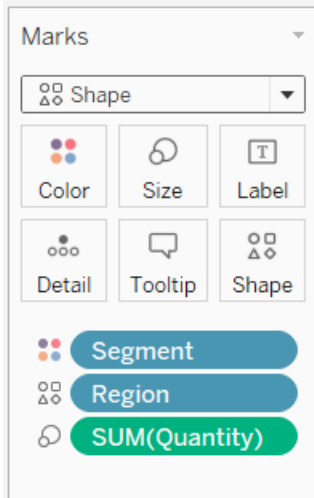 Marks
Shape
Color Size Label
Detail Tooltip Shape
Segment
Region
SUM(Quantity)